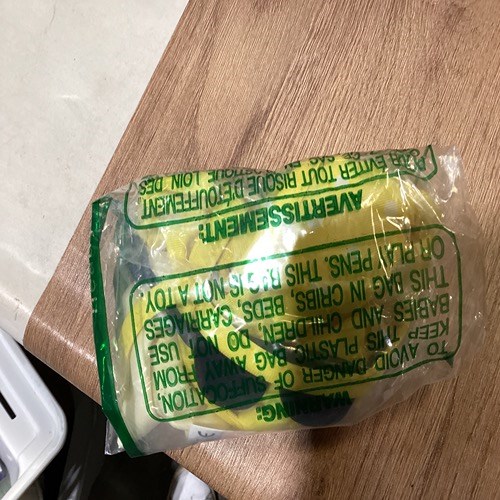 WARNING:
TO AVOID DANGER OF SUFFOCATION,
KEEP THIS PLASTIC BAG AWAY FROM
BABIES AND CHILDREN, DO NOT USE
THIS BAG IN CRIBS, BEDS, CARRIAGES
OR PLAY PENS. THIS BAG IS NOT A TOY.
AVERTISSEMENT:
POUR EVITER TOUT RISQUE D'ETOUFFEMENT
LOIN DES